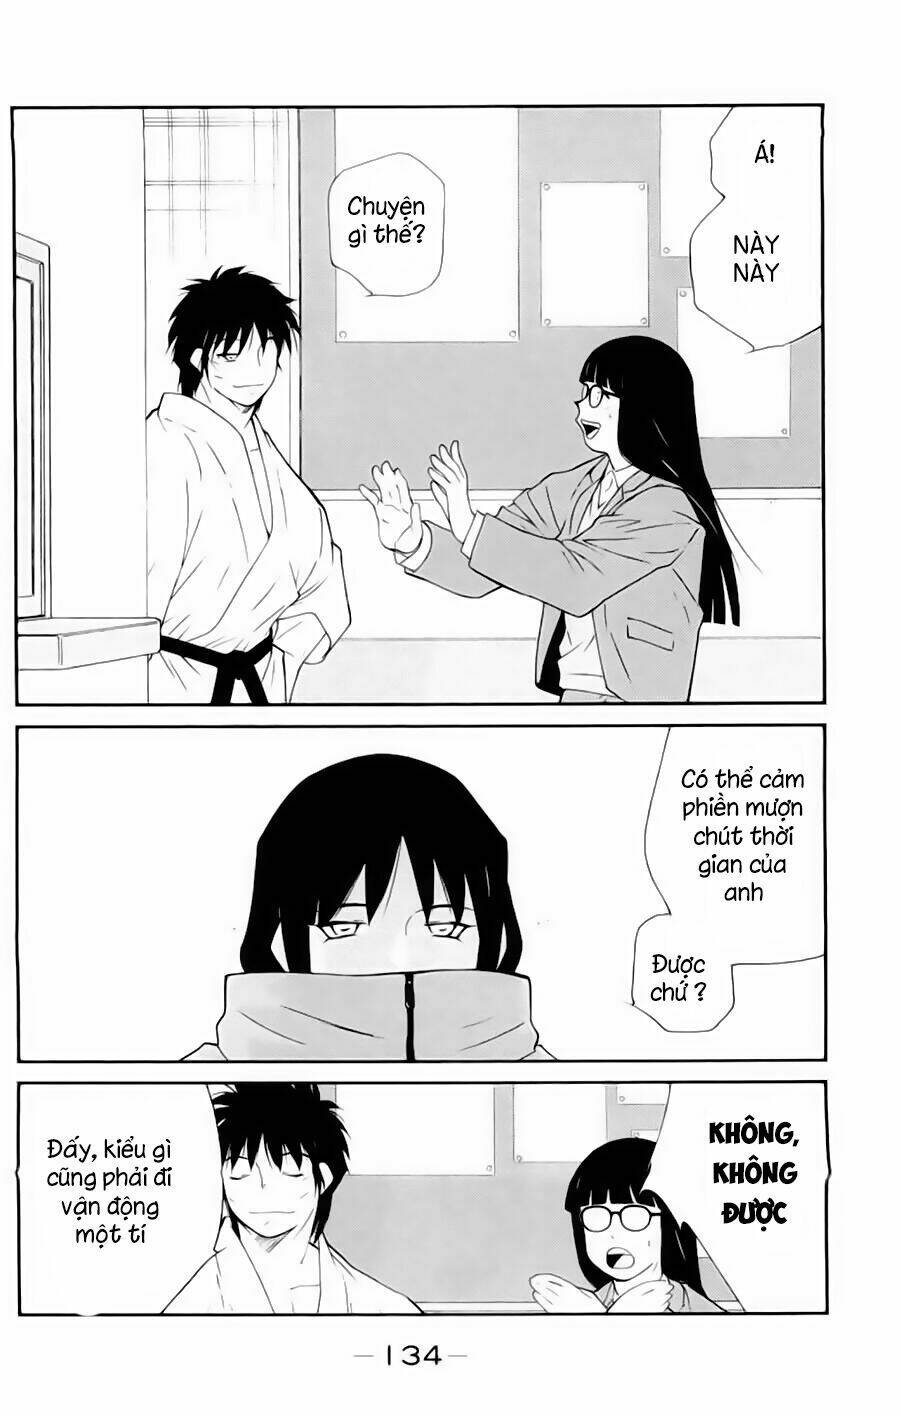 Á!
NÀY
NÀY
Chuyện
gì thế?
Có thể cảm
phiền mượn
chút thời
gian của
anh
Được
chứ ?
KHÔNG,
KHÔNG
ĐƯỢC
Đấy, kiểu gì
cũng phải đi
vận động
một tí
— 134 —